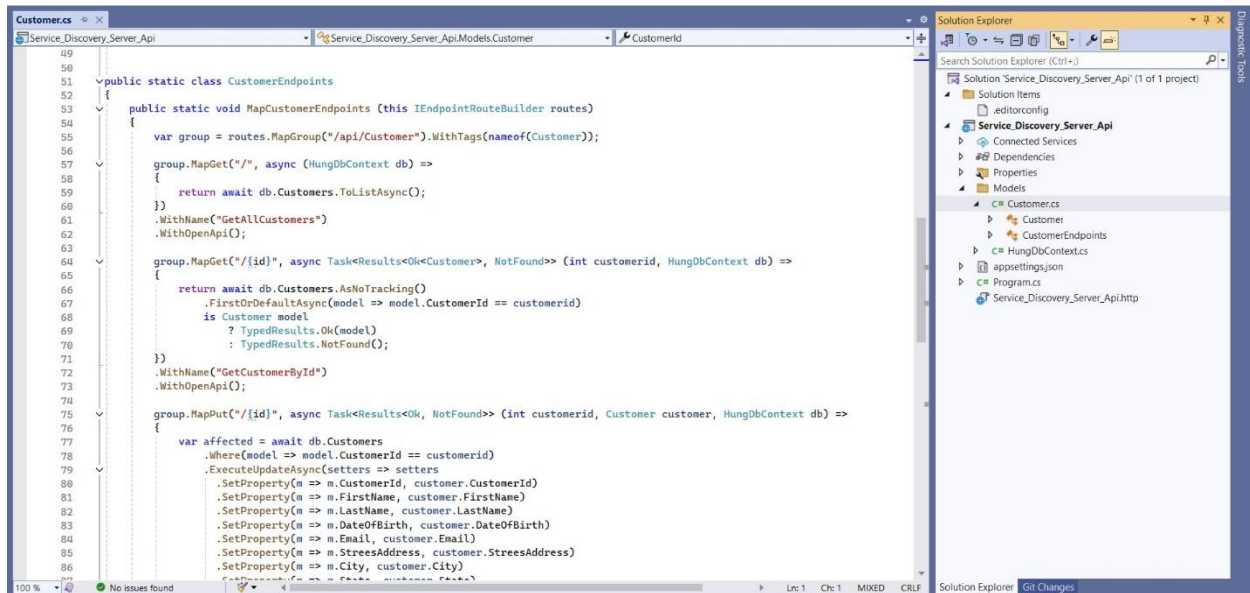 Customer.cs
Service_Discovery_Server_Api
Service_Discovery_Server_Api.Models.Customer
CustomerId
49
50
51 public static class CustomerEndpoints
52 {
53 public static void MapCustomerEndpoints (this IEndpointRouteBuilder routes)
54 {
55 var group = routes.MapGroup("/api/Customer").WithTags(nameof(Customer));
56
57 group.MapGet("/", async (HungDbContext db) =>
58 {
59 return await db.Customers.ToListAsync();
60 })
61 .WithName("GetAllCustomers")
62 .WithOpenApi();
63
64 group.MapGet("/{id}", async Task<Results<Ok<Customer>, NotFound>> (int customerid, HungDbContext db) =>
65 {
66 return await db.Customers.AsNoTracking()
67 .FirstOrDefaultAsync(model => model.CustomerId == customerid)
68 is Customer model
69 ? TypedResults.Ok(model)
70 : TypedResults.NotFound();
71 })
72 .WithName("GetCustomerById")
73 .WithOpenApi();
74
75 group.MapPut("/{id}", async Task<Results<Ok, NotFound>> (int customerid, Customer customer, HungDbContext db) =>
76 {
77 var affected = await db.Customers
78 .Where(model => model.CustomerId == customerid)
79 .ExecuteUpdateAsync(setters => setters
80 .SetProperty(m => m.CustomerId, customer.CustomerId)
81 .SetProperty(m => m.FirstName, customer.FirstName)
82 .SetProperty(m => m.LastName, customer.LastName)
83 .SetProperty(m => m.DateOfBirth, customer.DateOfBirth)
84 .SetProperty(m => m.Email, customer.Email)
85 .SetProperty(m => m.StreesAddress, customer.StreesAddress)
86 .SetProperty(m => m.City, customer.City)
.SetProperty(m => m.State, customer.State)
100 % No issues found Ln: 1 Ch: 1 MIXED CRLF
Solution Explorer
Search Solution Explorer (Ctrl+;)
Solution 'Service_Discovery_Server_Api' (1 of 1 project)
Solution Items
.editorconfig
Service_Discovery_Server_Api
Connected Services
Dependencies
Properties
Models
C# Customer.cs
Customer
CustomerEndpoints
C# HungDbContext.cs
appsettings.json
C# Program.cs
Service_Discovery_Server_Api.http
Solution Explorer Git Changes
Diagnostic Tools